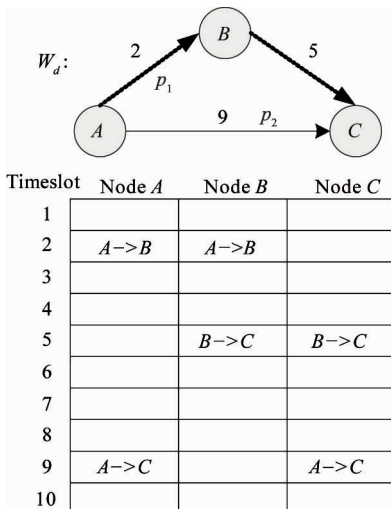 B
W_d: 2 5
p_1
A 9 p_2 C
Timeslot Node A Node B Node C
1
2 A->B A->B
3
4
5 B->C B->C
6
7
8
9 A->C A->C
10